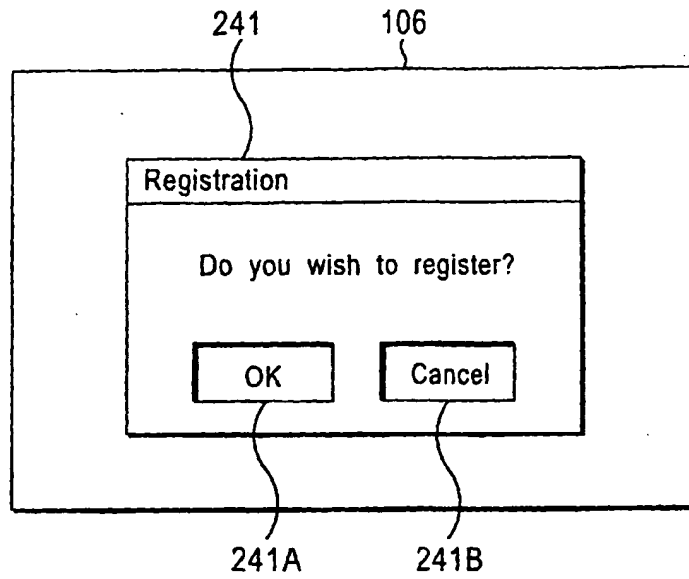 241 106
Registration
Do you wish to register?
OK Cancel
241A 241B